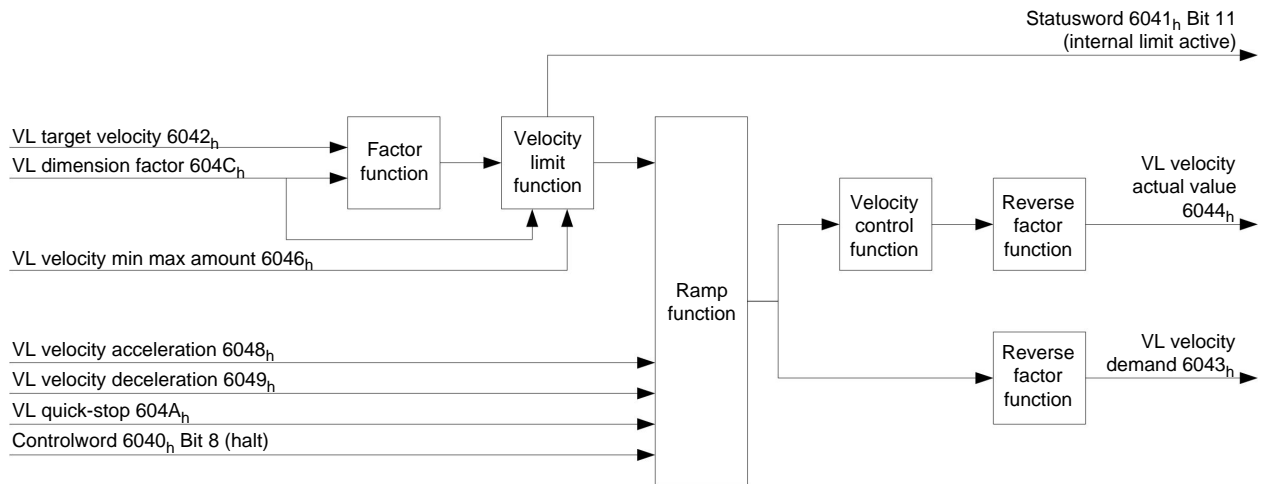 Statusword 6041h Bit 11
(internal limit active)
VL target velocity 6042h
VL dimension factor 604Ch
Factor
function
Velocity
limit
function
VL velocity min max amount 6046h
Ramp
function
Velocity
control
function
Reverse
factor
function
VL velocity
actual value
6044h
VL velocity acceleration 6048h
VL velocity deceleration 6049h
VL quick-stop 604Ah
Controlword 6040h Bit 8 (halt)
Reverse
factor
function
VL velocity
demand 6043h